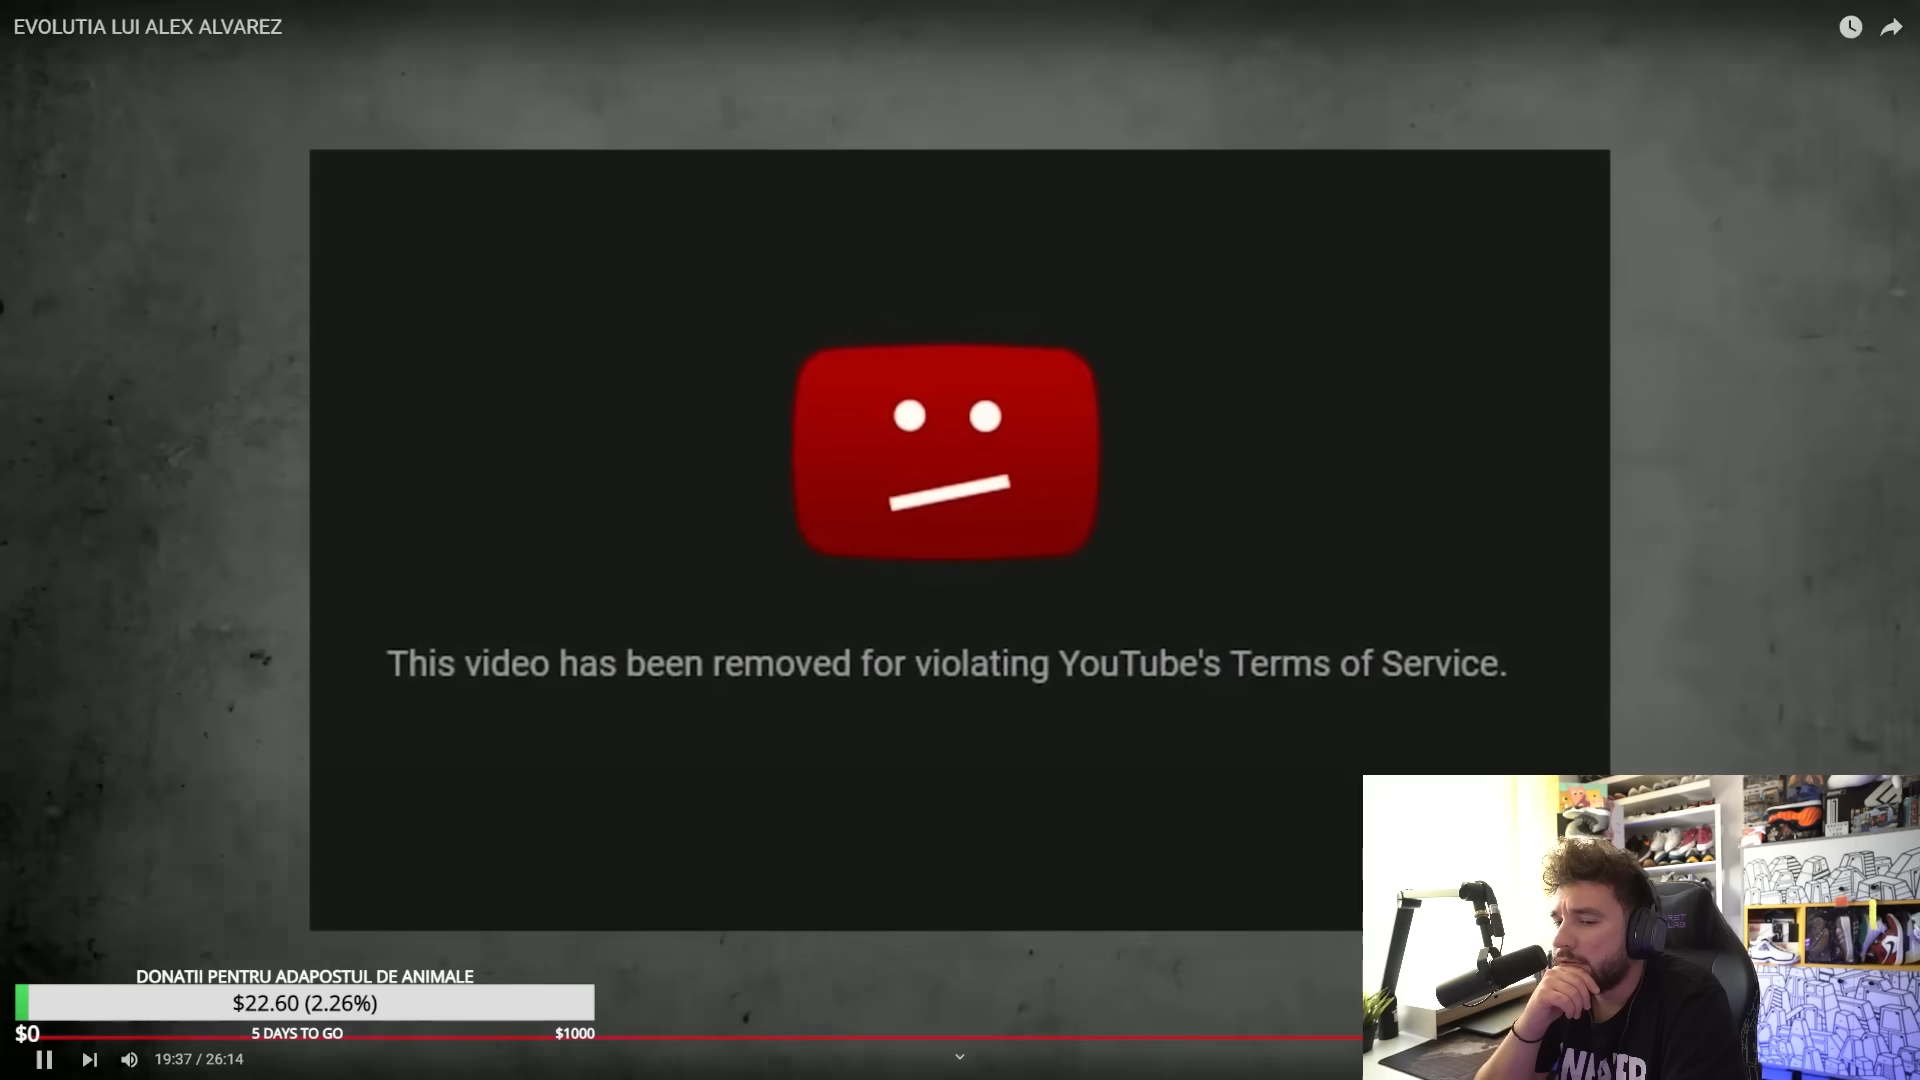 EVOLUTIA LUI ALEX ALVAREZ
This video has been removed for violating YouTube's Terms of Service.
DONATII PENTRU ADAPOSTUL DE ANIMALE
$22.60 (2.26%)
$0 5 DAYS TO GO $1000
19:37 / 26:14